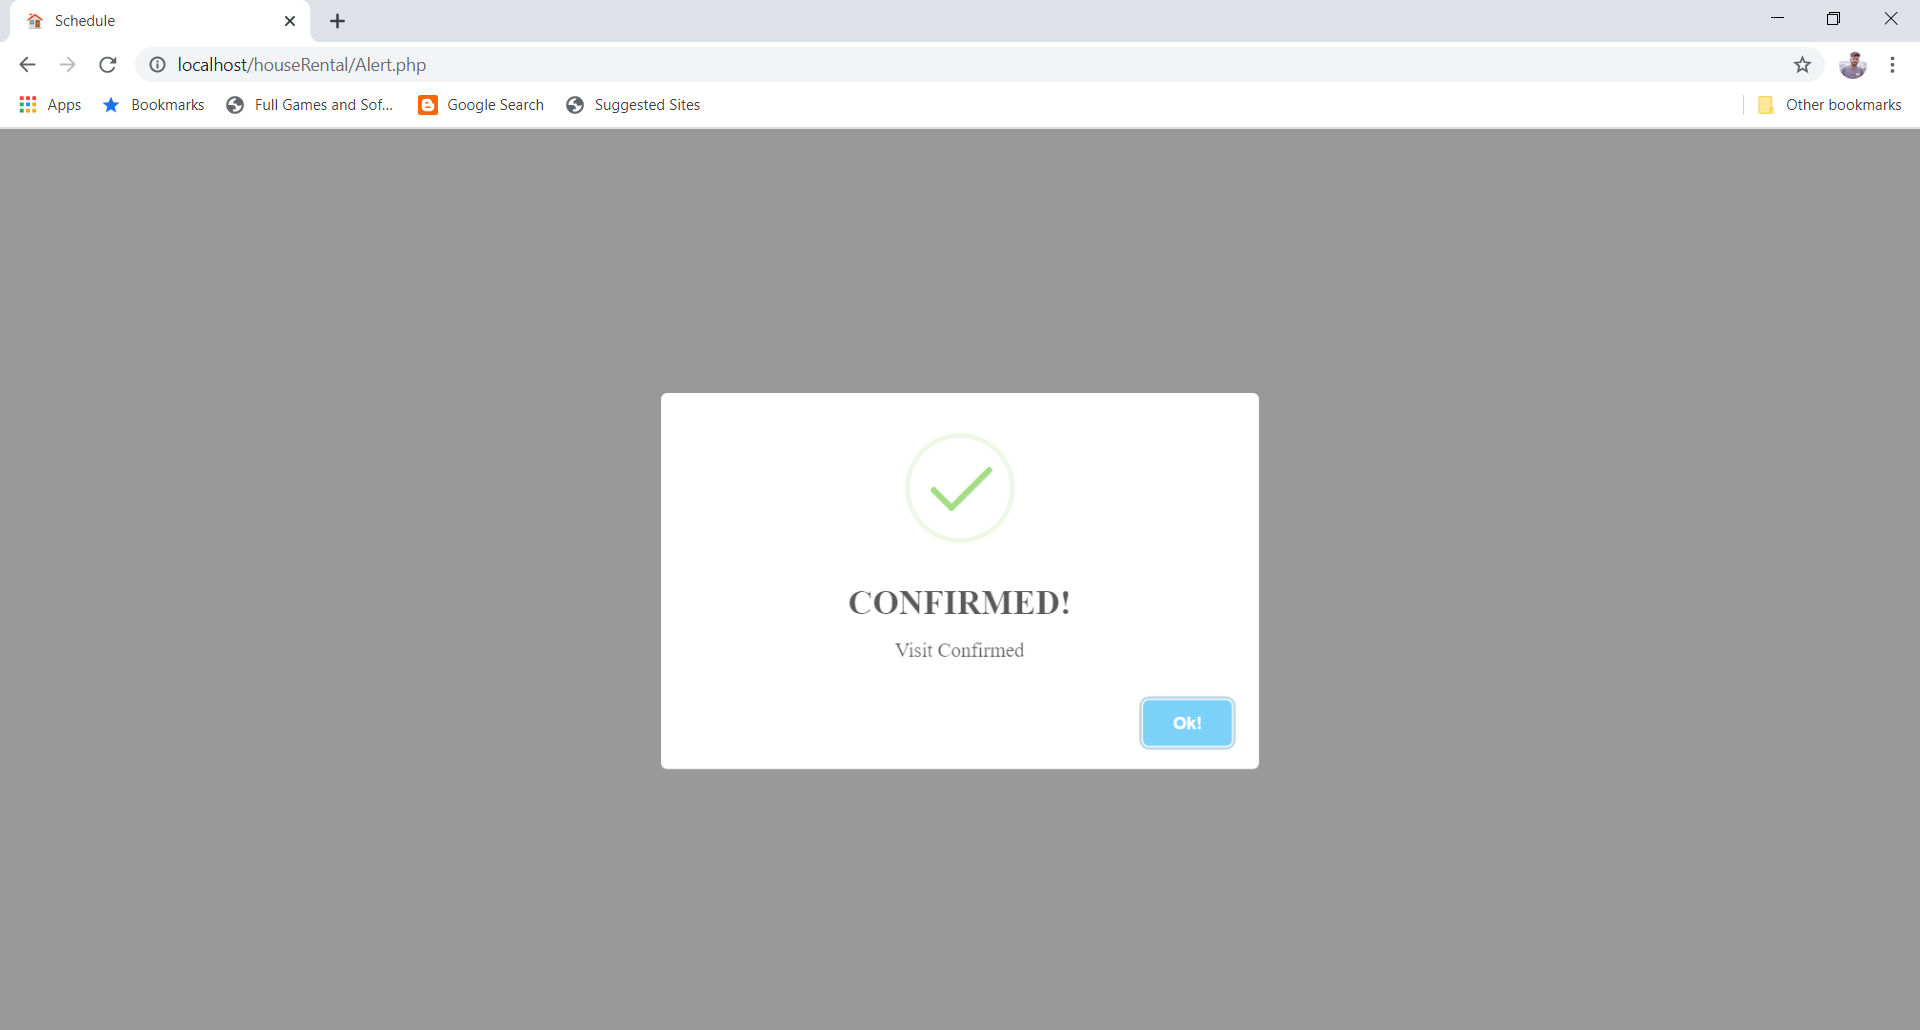 Schedule
localhost/houseRental/Alert.php
Apps Bookmarks Full Games and Sof... Google Search Suggested Sites Other bookmarks
CONFIRMED!
Visit Confirmed
Ok!